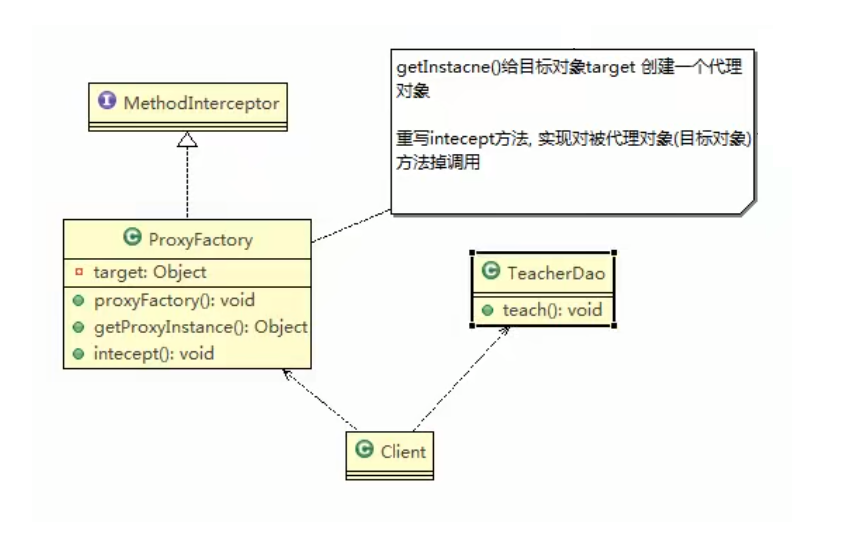 getInstacne()给目标对象target 创建一个代理
对象
重写intecept方法, 实现对被代理对象(目标对象)
方法掉调用
MethodInterceptor
ProxyFactory
target: Object
proxyFactory(): void
getProxyInstance(): Object
intecept(): void
TeacherDao
teach(): void
Client